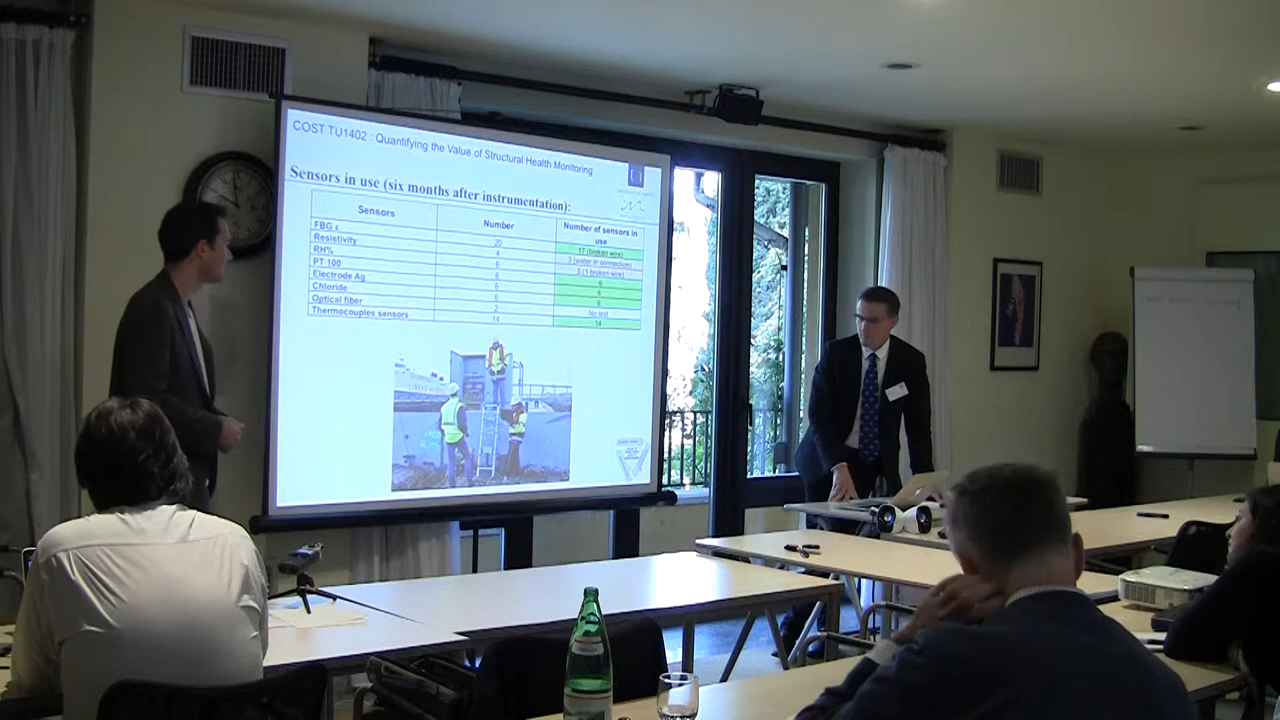 COST TU1402 : Quantifying the Value of Structural Health Monitoring
Sensors in use (six months after instrumentation):
Sensors Number Number of sensors in use
FBG ε 20 17 (broken wire)
Resistivity 4 3 (water in connection)
RH% 6 5 (1 broken wire)
PT 100 6 6
Electrode Ag 6
Chloride 6 6
Optical fiber 2 No test
Thermocouples sensors 14 14